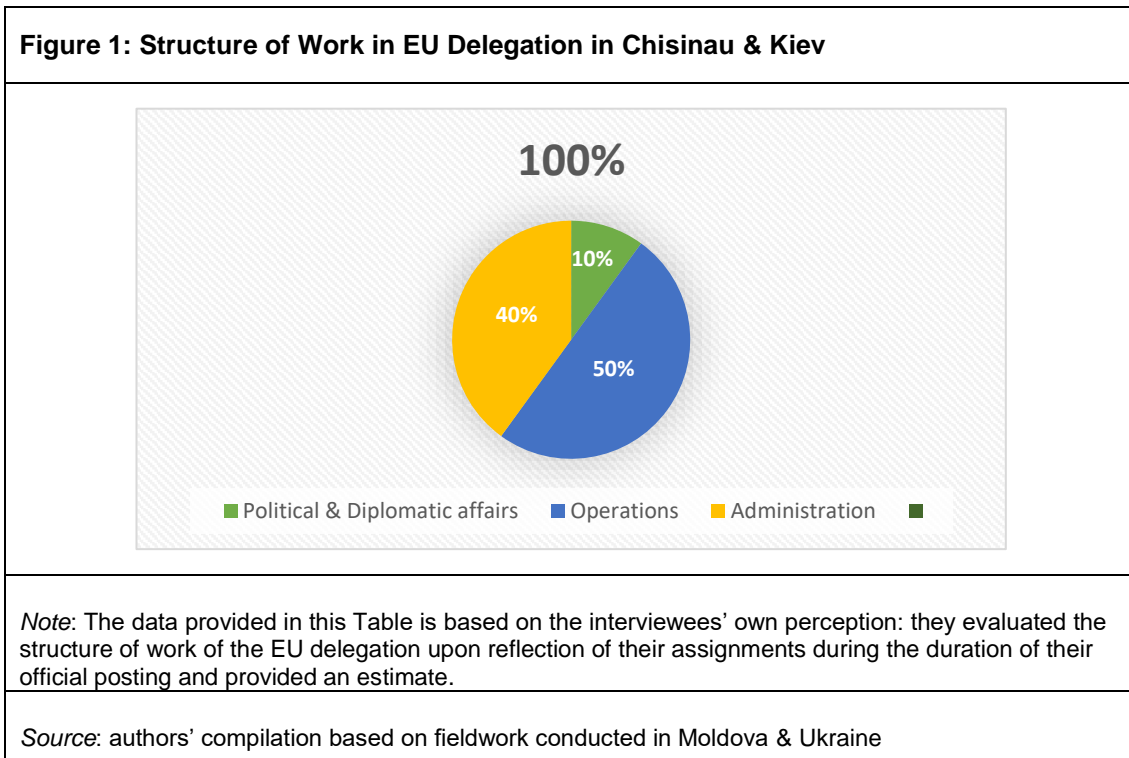 Figure 1: Structure of Work in EU Delegation in Chisinau & Kiev
100%
10%
40%
50%
Political & Diplomatic affairs Operations Administration
Note: The data provided in this Table is based on the interviewees’ own perception: they evaluated the
structure of work of the EU delegation upon reflection of their assignments during the duration of their
official posting and provided an estimate.
Source: authors’ compilation based on fieldwork conducted in Moldova & Ukraine